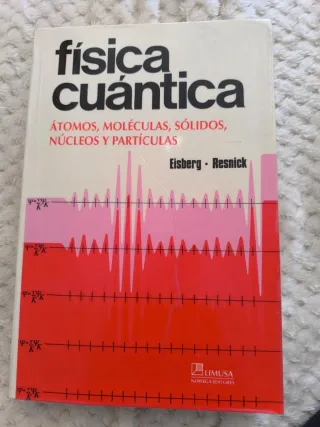 física
cuántica
ÁTOMOS, MOLÉCULAS, SÓLIDOS,
NÚCLEOS Y PARTÍCULAS
Eisberg · Resnick
LIMUSA
NORIEGA EDITORES